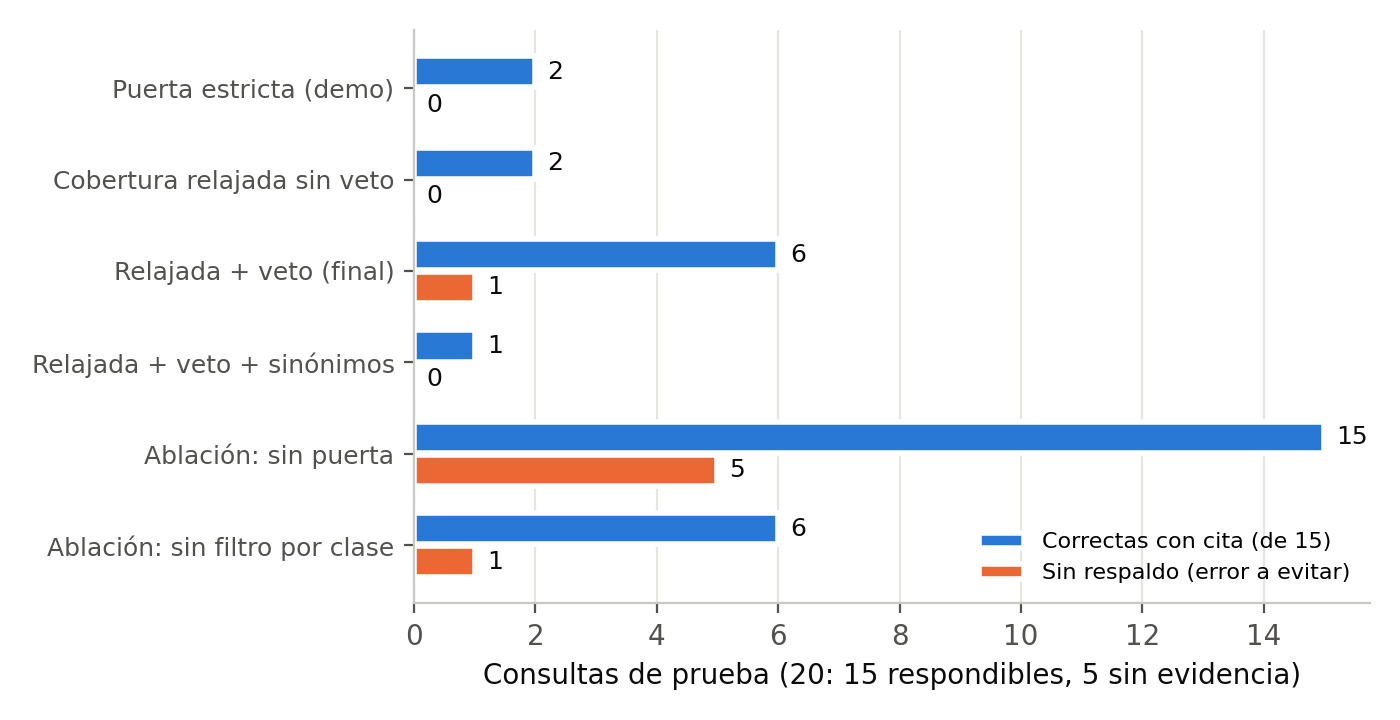 Puerta estricta (demo)
2
0
Cobertura relajada sin veto
2
0
Relajada + veto (final)
6
1
Relajada + veto + sinónimos
1
0
Ablación: sin puerta
15
5
Ablación: sin filtro por clase
6
1
Correctas con cita (de 15)
Sin respaldo (error a evitar)
0 2 4 6 8 10 12 14
Consultas de prueba (20: 15 respondibles, 5 sin evidencia)